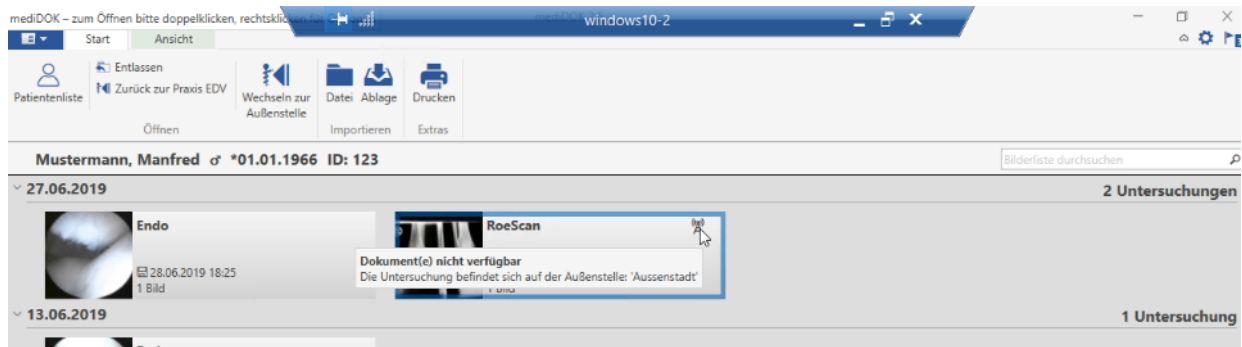 mediDOK – zum Öffnen bitte doppelklicken, rechtsklic
windows10-2
Start Ansicht
Patientenliste
Entlassen
Zurück zur Praxis EDV
Wechseln zur
Außenstelle
Datei Ablage
Drucken
Öffnen Importieren Extras
Mustermann, Manfred ♂ *01.01.1966 ID: 123
Bilderliste durchsuchen
27.06.2019 2 Untersuchungen
Endo
RoeScan
Dokument(e) nicht verfügbar
Die Untersuchung befindet sich auf der Außenstelle: 'Aussenstadt'
28.06.2019 18:25
1 Bild
1 Bild
13.06.2019 1 Untersuchung